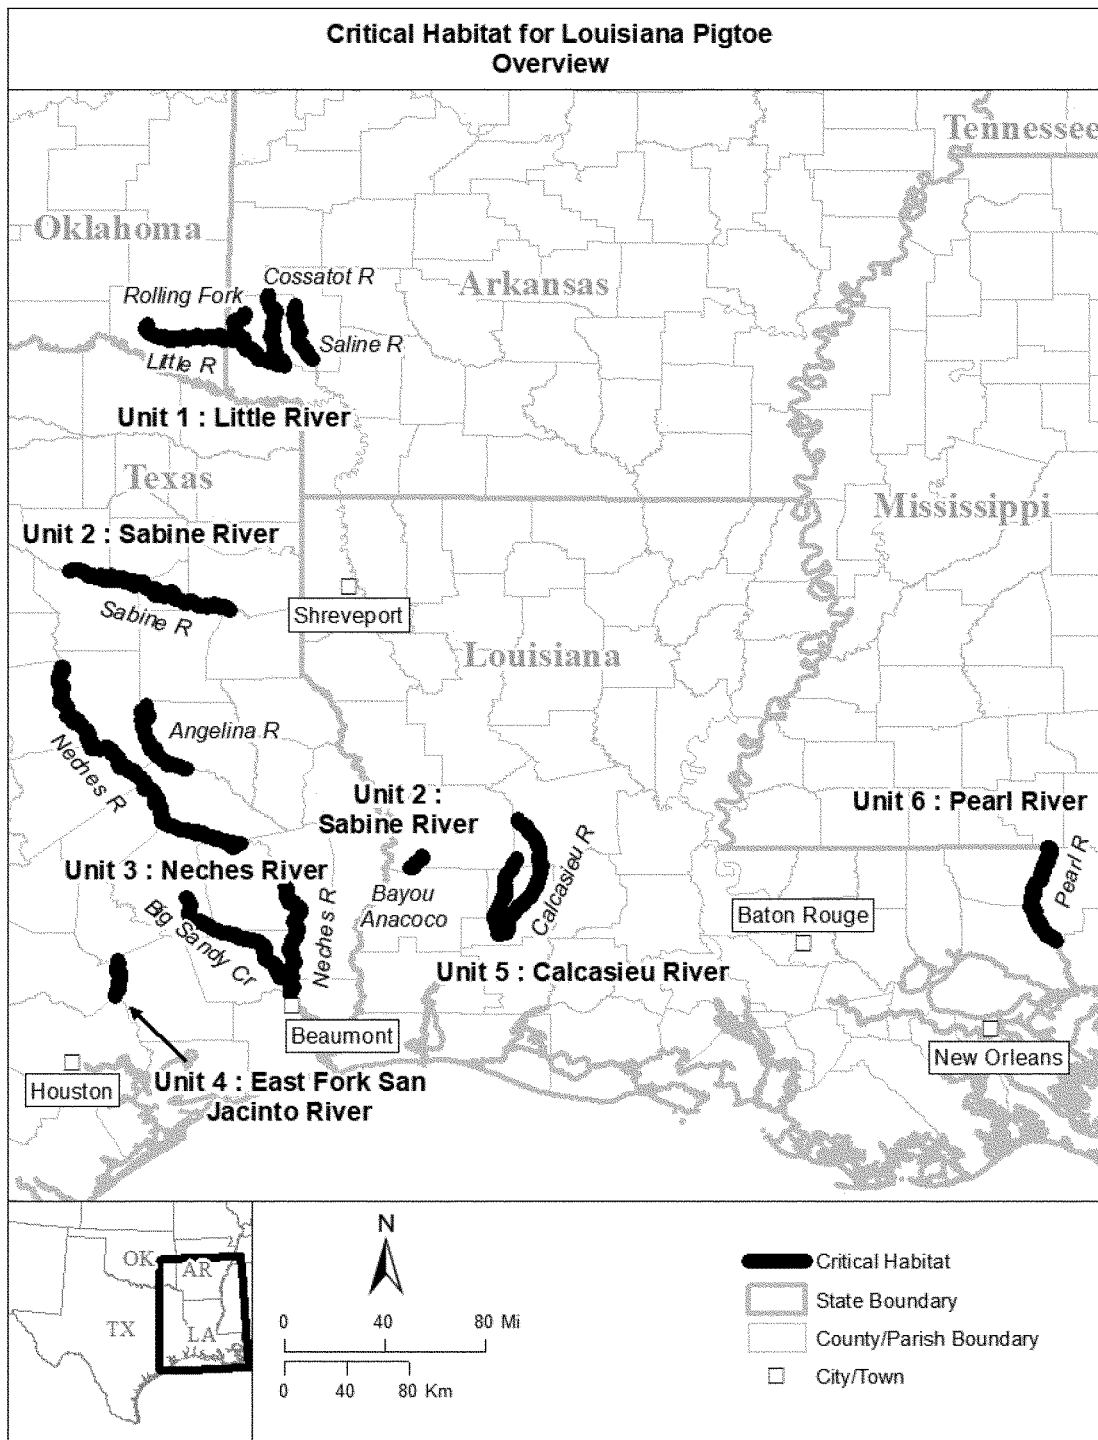 Critical Habitat for Louisiana Pigtoe
Overview
Tennessee
Oklahoma
Cossatot R
Rolling Fork
Arkansas
Saline R
Little R
Unit 1 : Little River
Texas
Mississippi
Unit 2 : Sabine River
Sabine R
Shreveport
Louisiana
Angelina R
Neches R
Unit 2 :
Sabine River
Unit 6 : Pearl River
Calcasieu R
Pearl R
Unit 3 : Neches River
Bayou
Anacoco
Big Sandy Cr
Neches R
Baton Rouge
Unit 5 : Calcasieu River
Beaumont
New Orleans
Houston
Unit 4 : East Fork San
Jacinto River
OK
AR
TX
LA
N
0 40 80 Mi
0 40 80 Km
Critical Habitat
State Boundary
County/Parish Boundary
City/Town